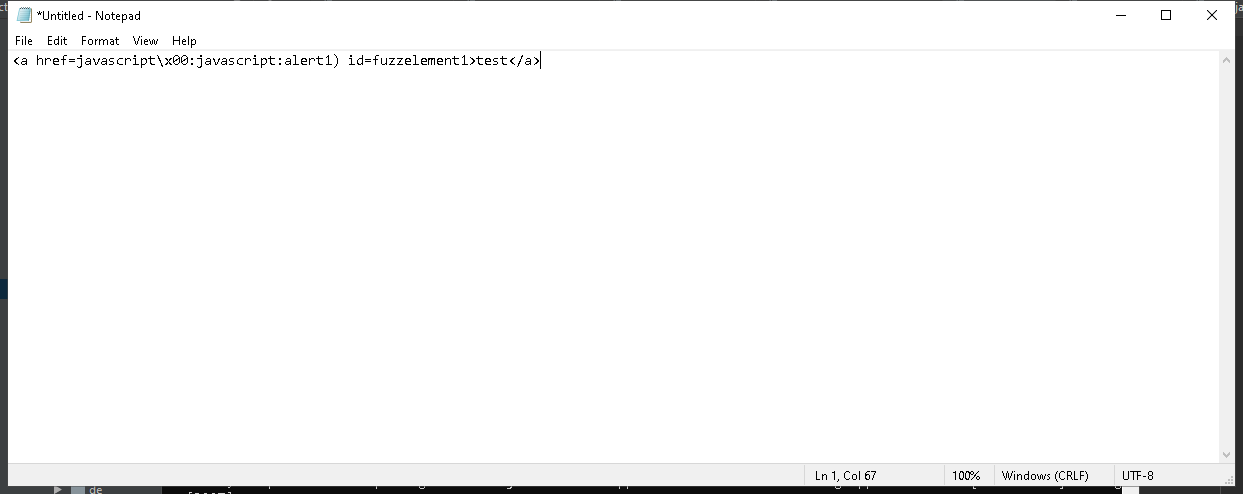 *Untitled - Notepad
File Edit Format View Help
<a href=javascript\x00:javascript:alert1) id=fuzzelement1>test</a>
Ln 1, Col 67 100% Windows (CRLF) UTF-8
de